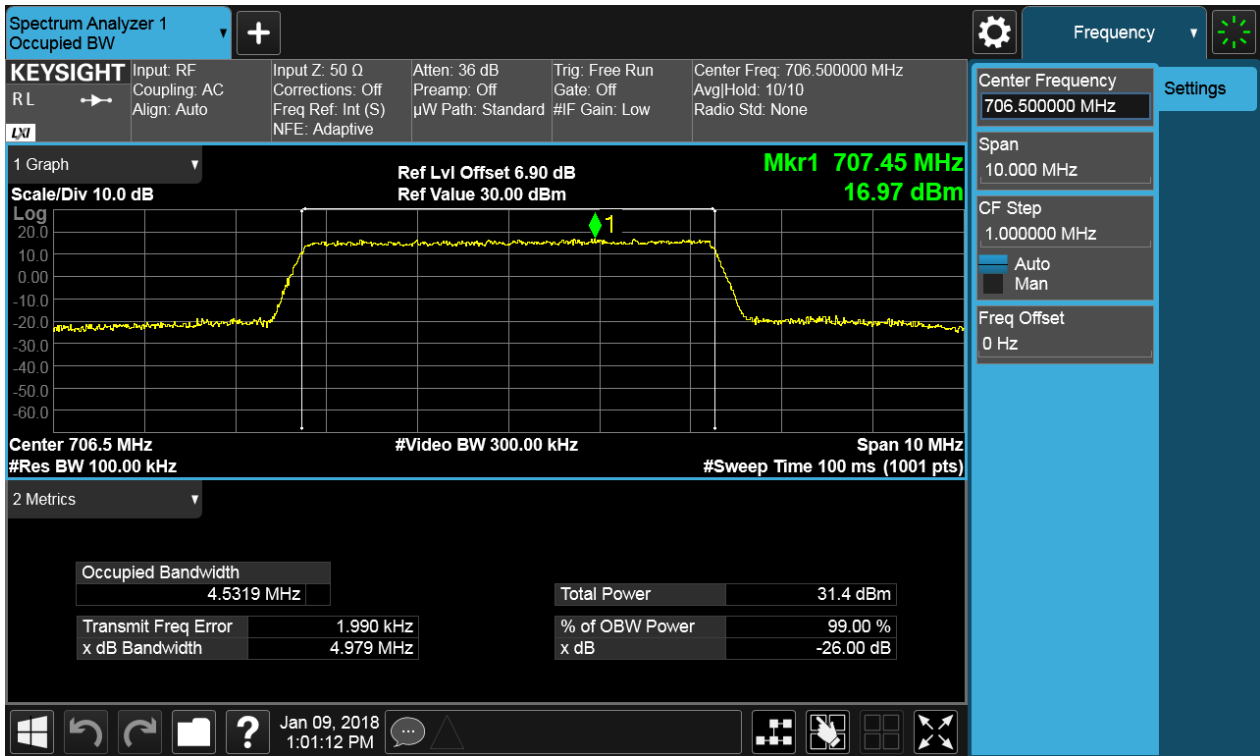 Spectrum Analyzer 1
Occupied BW
Frequency
KEYSIGHT
R L
LXI
Input: RF
Coupling: AC
Align: Auto
Input Z: 50 Ω
Corrections: Off
Freq Ref: Int (S)
NFE: Adaptive
Atten: 36 dB
Preamp: Off
µW Path: Standard
Trig: Free Run
Gate: Off
#IF Gain: Low
Center Freq: 706.500000 MHz
Avg|Hold: 10/10
Radio Std: None
Center Frequency
706.500000 MHz
Settings
Span
10.000 MHz
CF Step
1.000000 MHz
Auto
Man
Freq Offset
0 Hz
1 Graph
Scale/Div 10.0 dB
Ref Lvl Offset 6.90 dB
Ref Value 30.00 dBm
Mkr1 707.45 MHz
16.97 dBm
Log
20.0
10.0
0.00
-10.0
-20.0
-30.0
-40.0
-50.0
-60.0
1
Center 706.5 MHz
#Video BW 300.00 kHz
Span 10 MHz
#Res BW 100.00 kHz
#Sweep Time 100 ms (1001 pts)
2 Metrics
Occupied Bandwidth
4.5319 MHz
Total Power 31.4 dBm
Transmit Freq Error 1.990 kHz
% of OBW Power 99.00 %
x dB Bandwidth 4.979 MHz
x dB -26.00 dB
Jan 09, 2018
1:01:12 PM